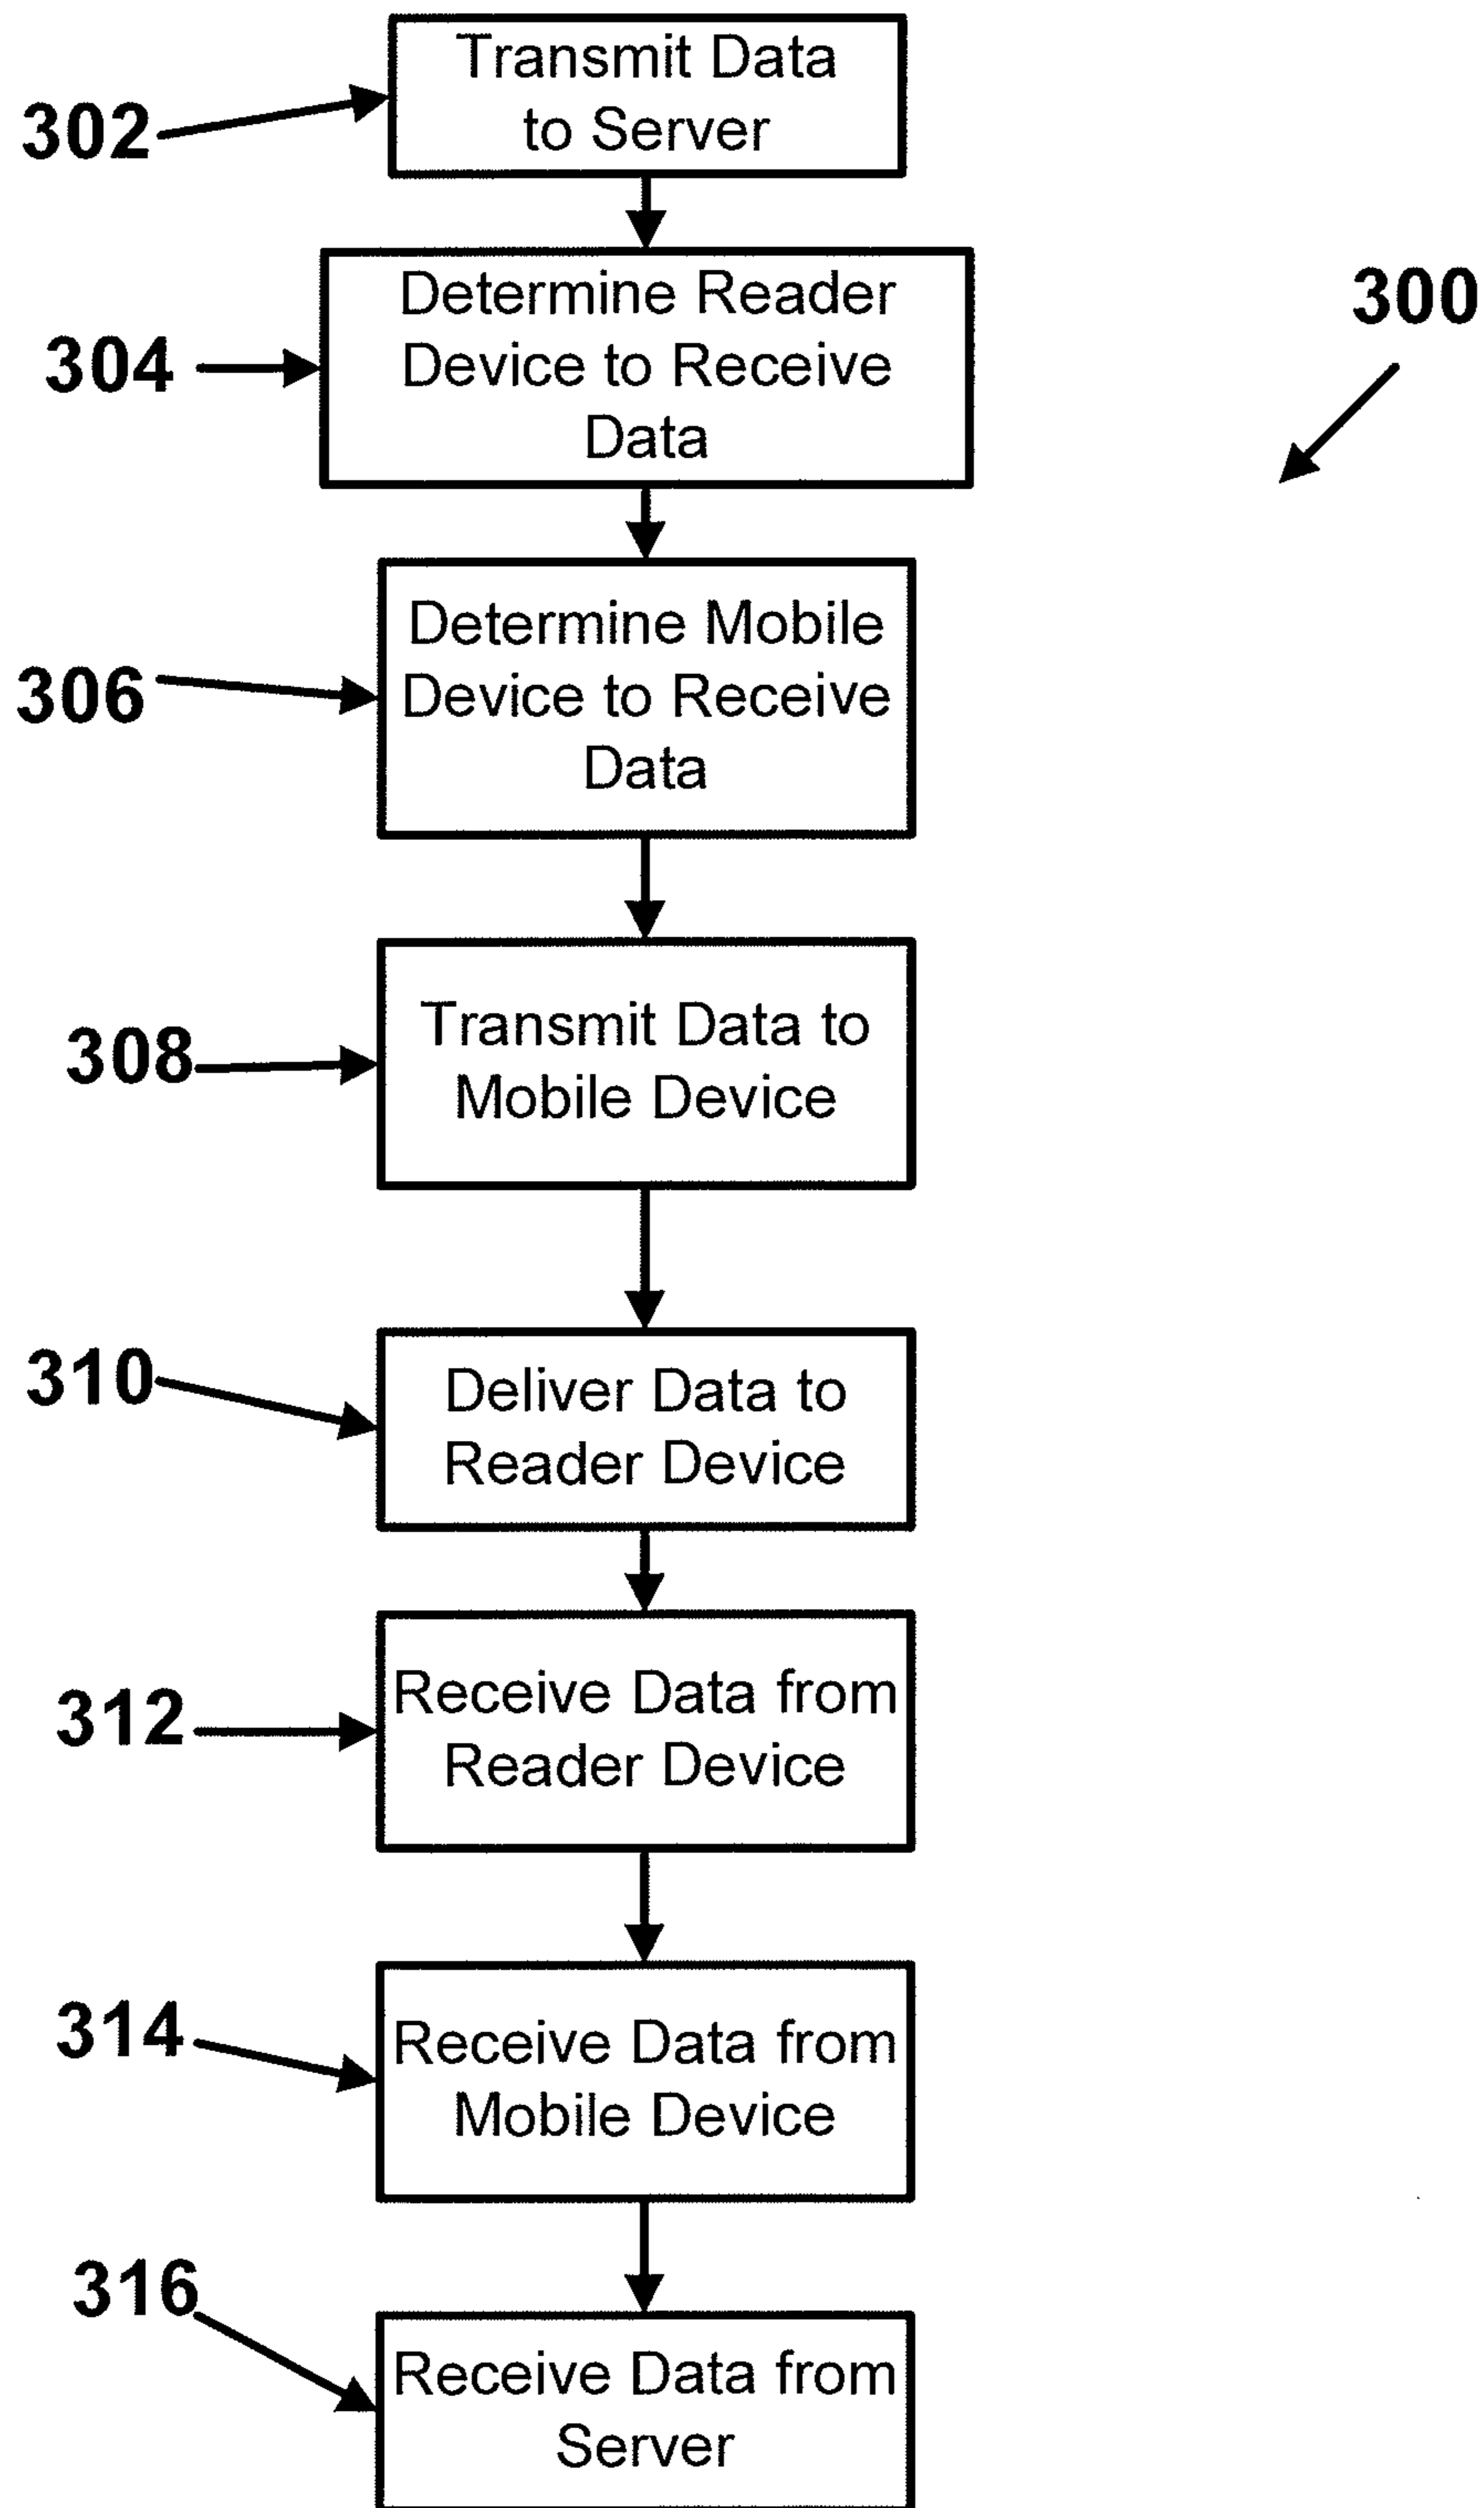 302
Transmit Data
to Server
304
Determine Reader
Device to Receive
Data
300
306
Determine Mobile
Device to Receive
Data
308
Transmit Data to
Mobile Device
310
Deliver Data to
Reader Device
312
Receive Data from
Reader Device
314
Receive Data from
Mobile Device
316
Receive Data from
Server